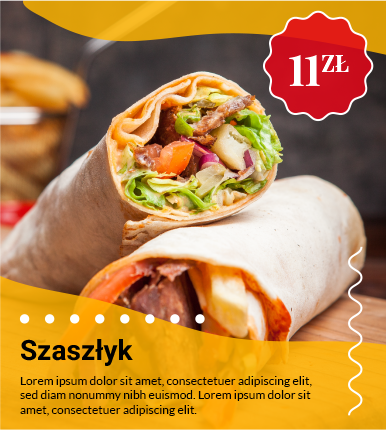 11ZŁ
Szaszłyk
Lorem ipsum dolor sit amet, consectetuer adipiscing elit,
sed diam nonummy nibh euismod. Lorem ipsum dolor sit
amet, consectetuer adipiscing elit.